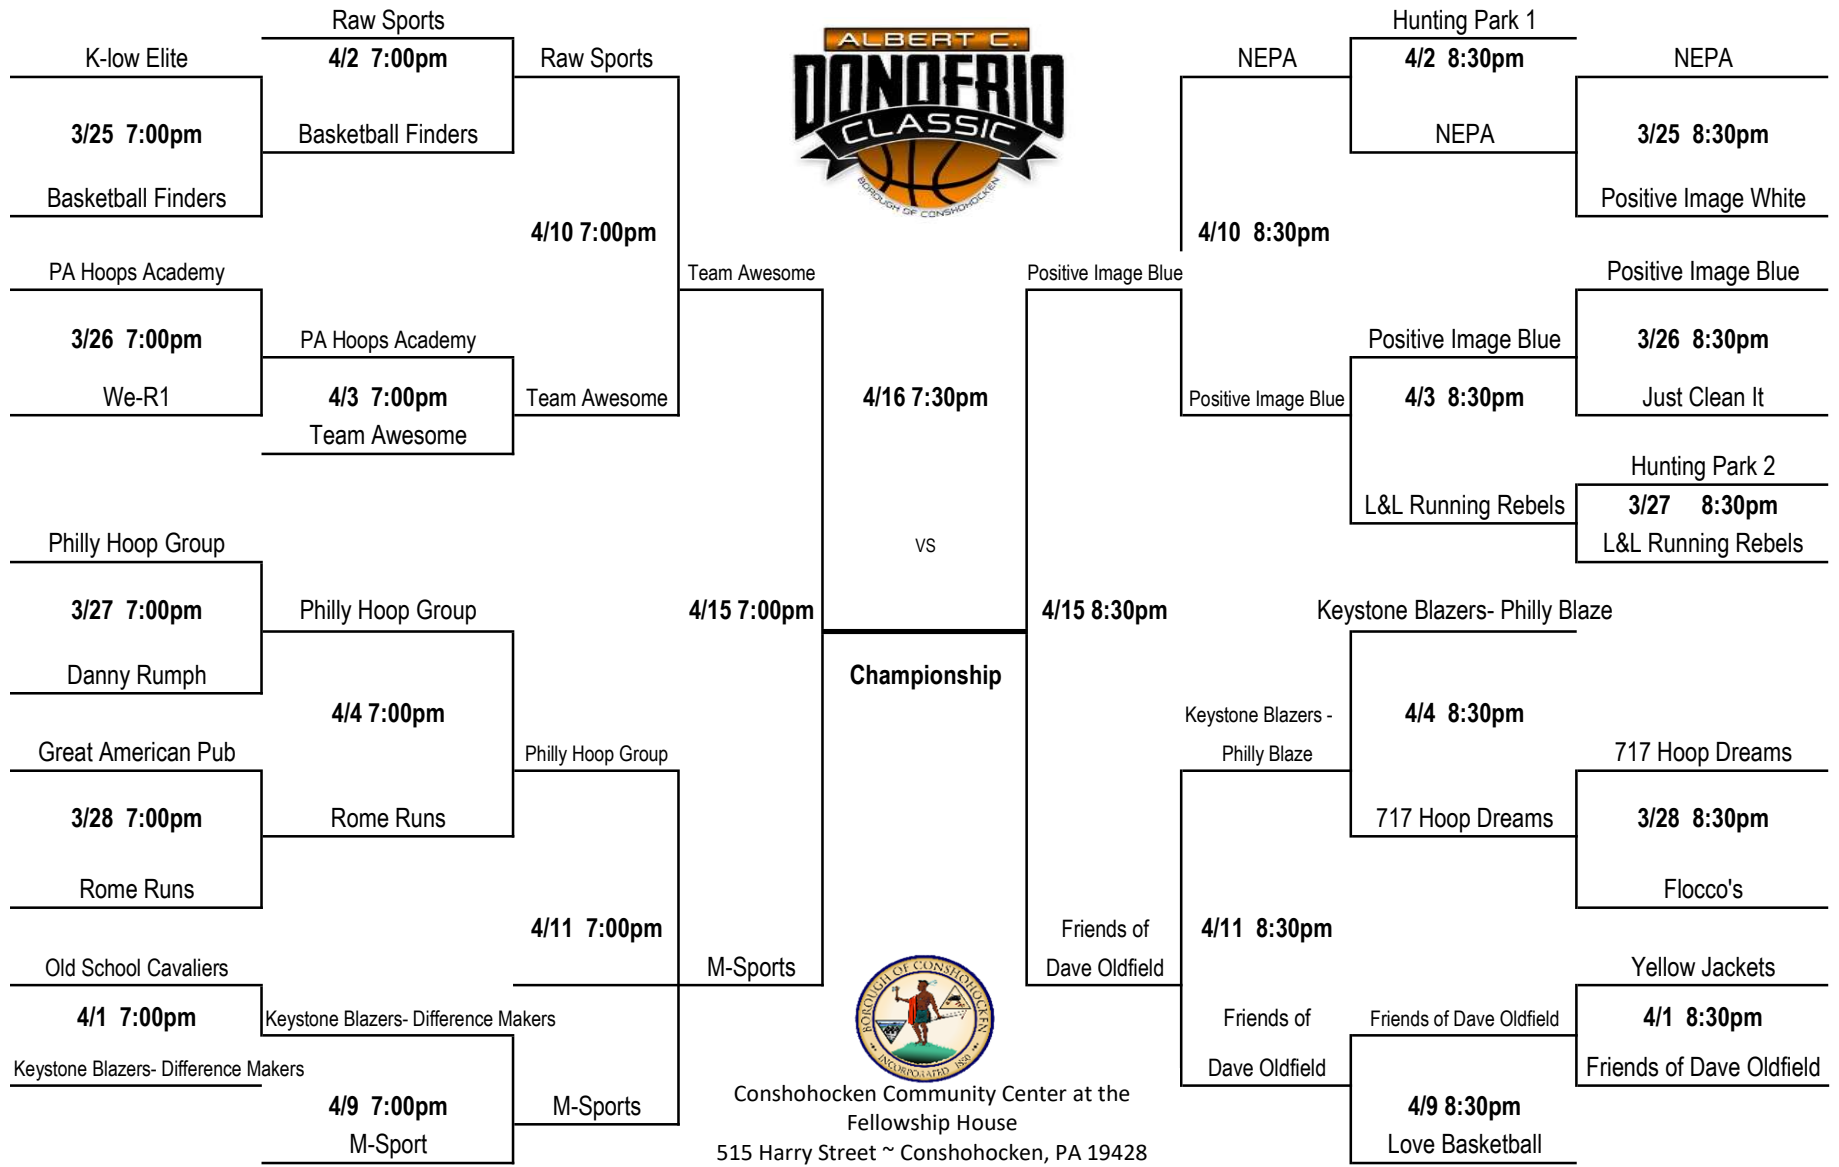 Raw Sports
K-low Elite
4/2 7:00pm
Raw Sports
3/25 7:00pm
Basketball Finders
Basketball Finders
4/10 7:00pm
PA Hoops Academy
Team Awesome
3/26 7:00pm
PA Hoops Academy
We-R1
4/3 7:00pm
Team Awesome
Team Awesome
Philly Hoop Group
3/27 7:00pm
Philly Hoop Group
4/15 7:00pm
Danny Rumph
4/4 7:00pm
Great American Pub
Philly Hoop Group
3/28 7:00pm
Rome Runs
Rome Runs
4/11 7:00pm
Old School Cavaliers
M-Sports
4/1 7:00pm
Keystone Blazers- Difference Makers
Keystone Blazers- Difference Makers
4/9 7:00pm
M-Sports
M-Sport
ALBERT C.
DONOFRIO
CLASSIC
BOROUGH OF CONSHOHOCKEN
4/16 7:30pm
VS
Championship
BOROUGH OF CONSHOHOCKEN
INCORPORATED 1850
Conshohocken Community Center at the
Fellowship House
515 Harry Street ~ Conshohocken, PA 19428
Hunting Park 1
NEPA
4/2 8:30pm
NEPA
NEPA
3/25 8:30pm
Positive Image White
4/10 8:30pm
Positive Image Blue
Positive Image Blue
Positive Image Blue
3/26 8:30pm
Positive Image Blue
4/3 8:30pm
Just Clean It
Hunting Park 2
L&L Running Rebels
3/27 8:30pm
L&L Running Rebels
4/15 8:30pm
Keystone Blazers- Philly Blaze
Keystone Blazers -
Philly Blaze
4/4 8:30pm
717 Hoop Dreams
717 Hoop Dreams
3/28 8:30pm
Flocco's
Friends of
Dave Oldfield
4/11 8:30pm
Yellow Jackets
Friends of
Dave Oldfield
Friends of Dave Oldfield
4/1 8:30pm
Friends of Dave Oldfield
4/9 8:30pm
Love Basketball